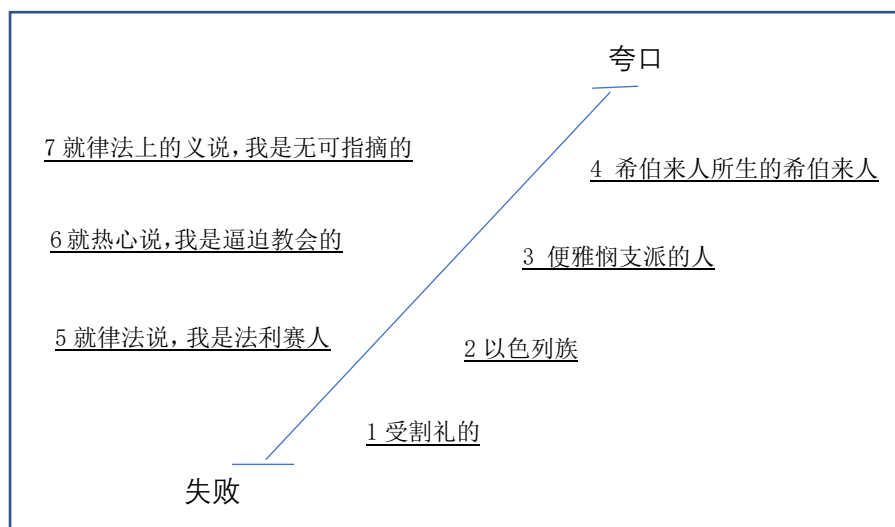 夸口
7 就律法上的义说，我是无可指摘的
4 希伯来人所生的希伯来人
6 就热心说，我是逼迫教会的
3 便雅悯支派的人
5 就律法说，我是法利赛人
2 以色列族
1 受割礼的
失败